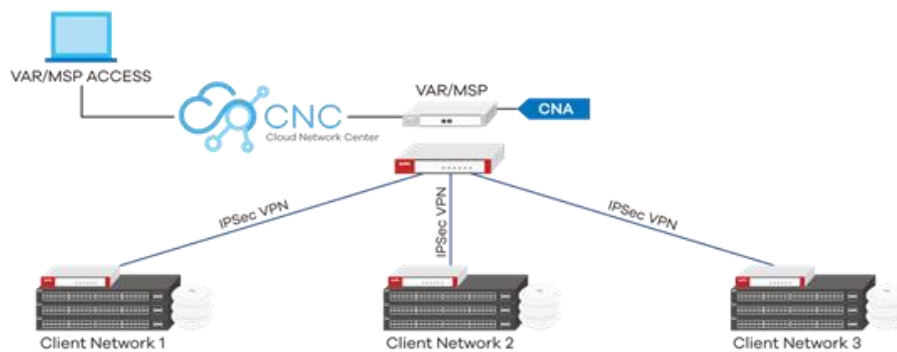 VAR/MSP ACCESS
VAR/MSP
CNA
CNC
Cloud Network Center
IPSec VPN
IPSec VPN
IPSec VPN
Client Network 1
Client Network 2
Client Network 3